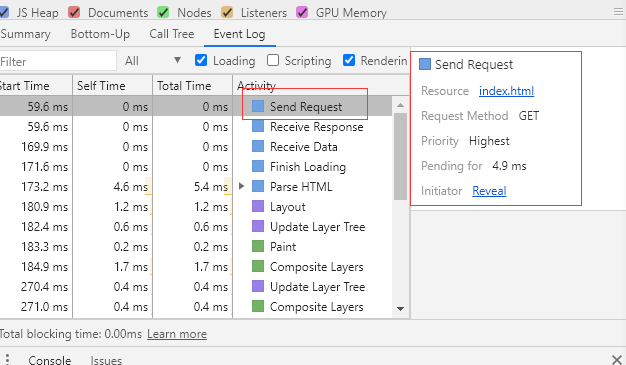 JS Heap Documents Nodes Listeners GPU Memory
Summary Bottom-Up Call Tree Event Log
Filter All Loading Scripting Renderin
Start Time Self Time Total Time Activity
59.6 ms 0 ms 0 ms Send Request
59.6 ms 0 ms 0 ms Receive Response
169.9 ms 0 ms 0 ms Receive Data
171.6 ms 0 ms 0 ms Finish Loading
173.2 ms 4.6 ms 5.4 ms Parse HTML
180.9 ms 1.2 ms 1.2 ms Layout
182.4 ms 0.6 ms 0.6 ms Update Layer Tree
183.3 ms 0.2 ms 0.2 ms Paint
184.9 ms 1.7 ms 1.7 ms Composite Layers
270.4 ms 0.4 ms 0.4 ms Update Layer Tree
271.0 ms 0.4 ms 0.4 ms Composite Layers
Send Request
Resource index.html
Request Method GET
Priority Highest
Pending for 4.9 ms
Initiator Reveal
Total blocking time: 0.00ms Learn more
Console Issues